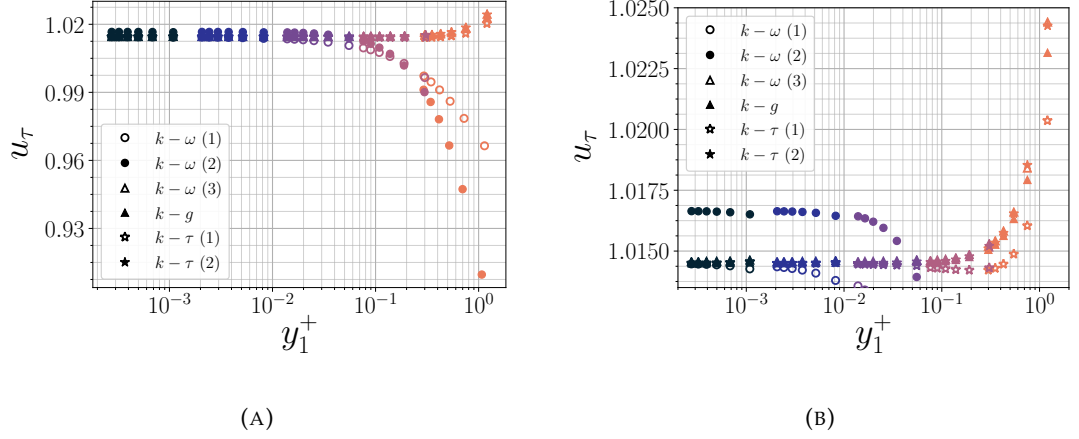 1.02
0.99
0.96
0.93
u_τ
k − ω (1)
k − ω (2)
k − ω (3)
k − g
k − τ (1)
k − τ (2)
10^{-3}
10^{-2}
10^{-1}
10^{0}
y_1^+
(A)
1.0250
1.0225
1.0200
1.0175
1.0150
u_τ
k − ω (1)
k − ω (2)
k − ω (3)
k − g
k − τ (1)
k − τ (2)
10^{-3}
10^{-2}
10^{-1}
10^{0}
y_1^+
(B)